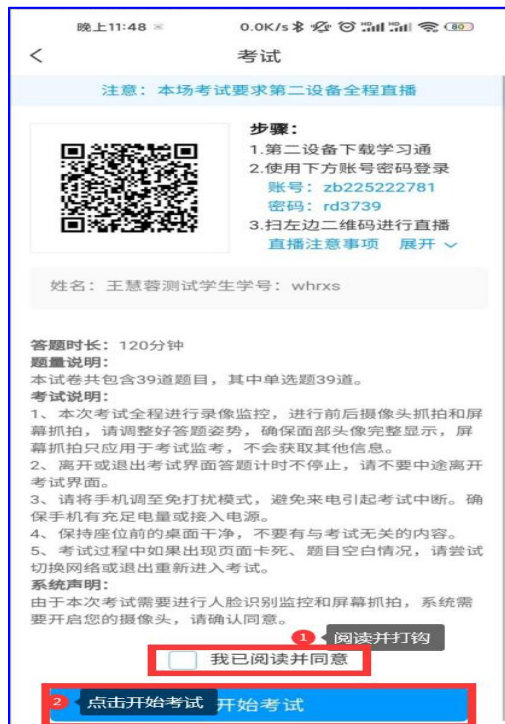 晚上11:48
0.0K/s
80
考试
注意：本场考试要求第二设备全程直播
步骤：
1.第二设备下载学习通
2.使用下方账号密码登录
账号：zb225222781
密码：rd3739
3.扫左边二维码进行直播
直播注意事项 展开
姓名：王慧蓉测试学生学号：whrxs
答题时长：120分钟
题量说明：
本试卷共包含39道题目，其中单选题39道。
考试说明：
1、本次考试全程进行录像监控，进行前后摄像头抓拍和屏
幕抓拍，请调整好答题姿势，确保面部头像完整显示，屏
幕抓拍只应用于考试监考，不会获取其他信息。
2、离开或退出考试界面答题计时不停止，请不要中途离开
考试界面。
3、请将手机调至免打扰模式，避免来电引起考试中断。确
保手机有充足电量或接入电源。
4、保持座位前的桌面干净，不要有与考试无关的内容。
5、考试过程中如果出现页面卡死、题目空白情况，请尝试
切换网络或退出重新进入考试。
系统声明：
由于本次考试需要进行人脸识别监控和屏幕抓拍，系统需
要开启您的摄像头，请确认同意。
1 阅读并打钩
我已阅读并同意
2 点击开始考试 开始考试